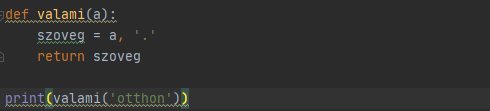 def valami(a):
    szoveg = a, '.'
    return szoveg
print(valami('otthon'))